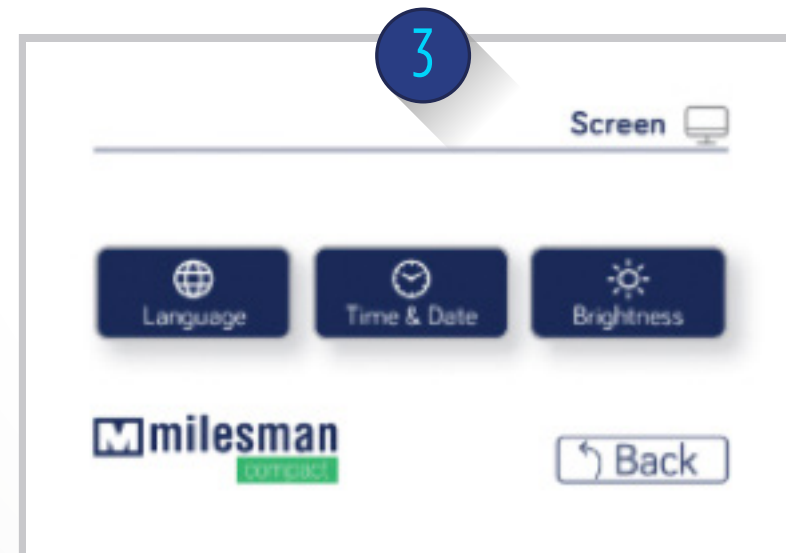 3
Screen
Language
Time & Date
Brightness
milesman
compact
Back